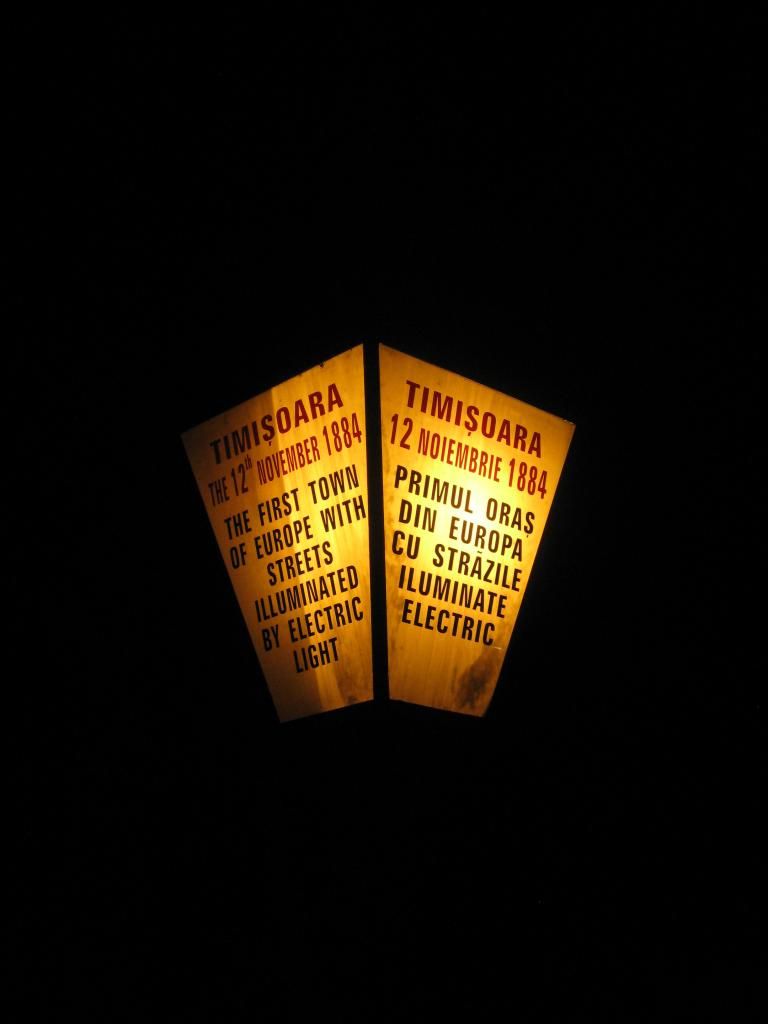 TIMIȘOARA
THE 12th NOVEMBER 1884
THE FIRST TOWN
OF EUROPE WITH
STREETS
ILLUMINATED
BY ELECTRIC
LIGHT
TIMIȘOARA
12 NOIEMBRIE 1884
PRIMUL ORAȘ
DIN EUROPA
CU STRĂZILE
ILUMINATE
ELECTRIC